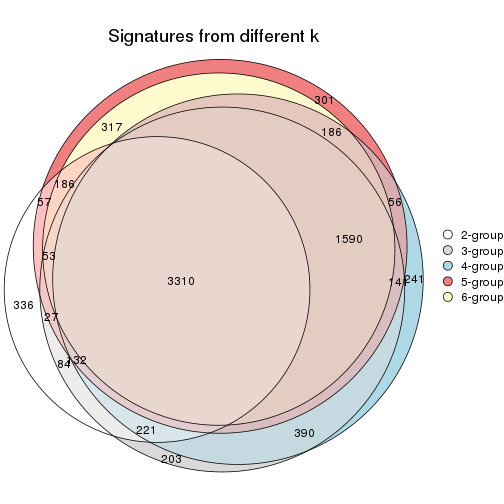 Signatures from different k
301
317
186
186
57
56
1590
53
3310
241
336
27
84
132
221
390
203
2-group
3-group
4-group
5-group
6-group